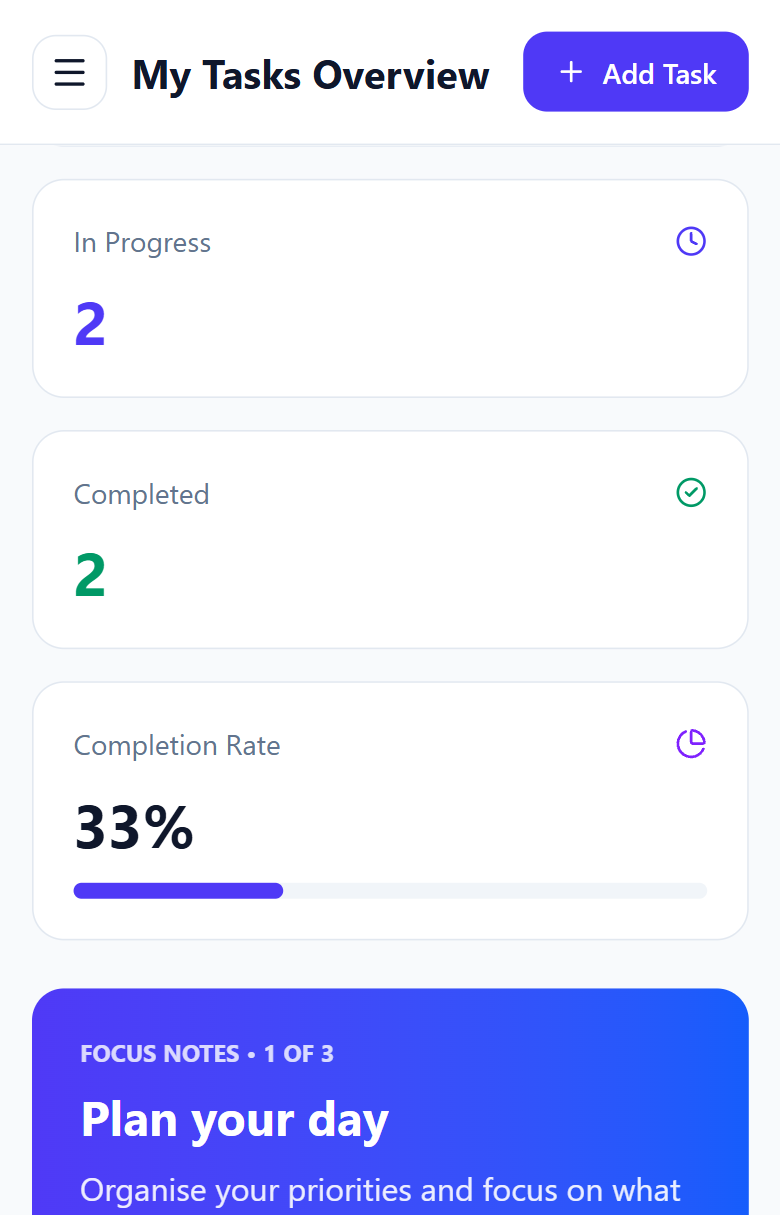 My Tasks Overview
Add Task
In Progress
2
Completed
2
Completion Rate
33%
FOCUS NOTES • 1 OF 3
Plan your day
Organise your priorities and focus on what